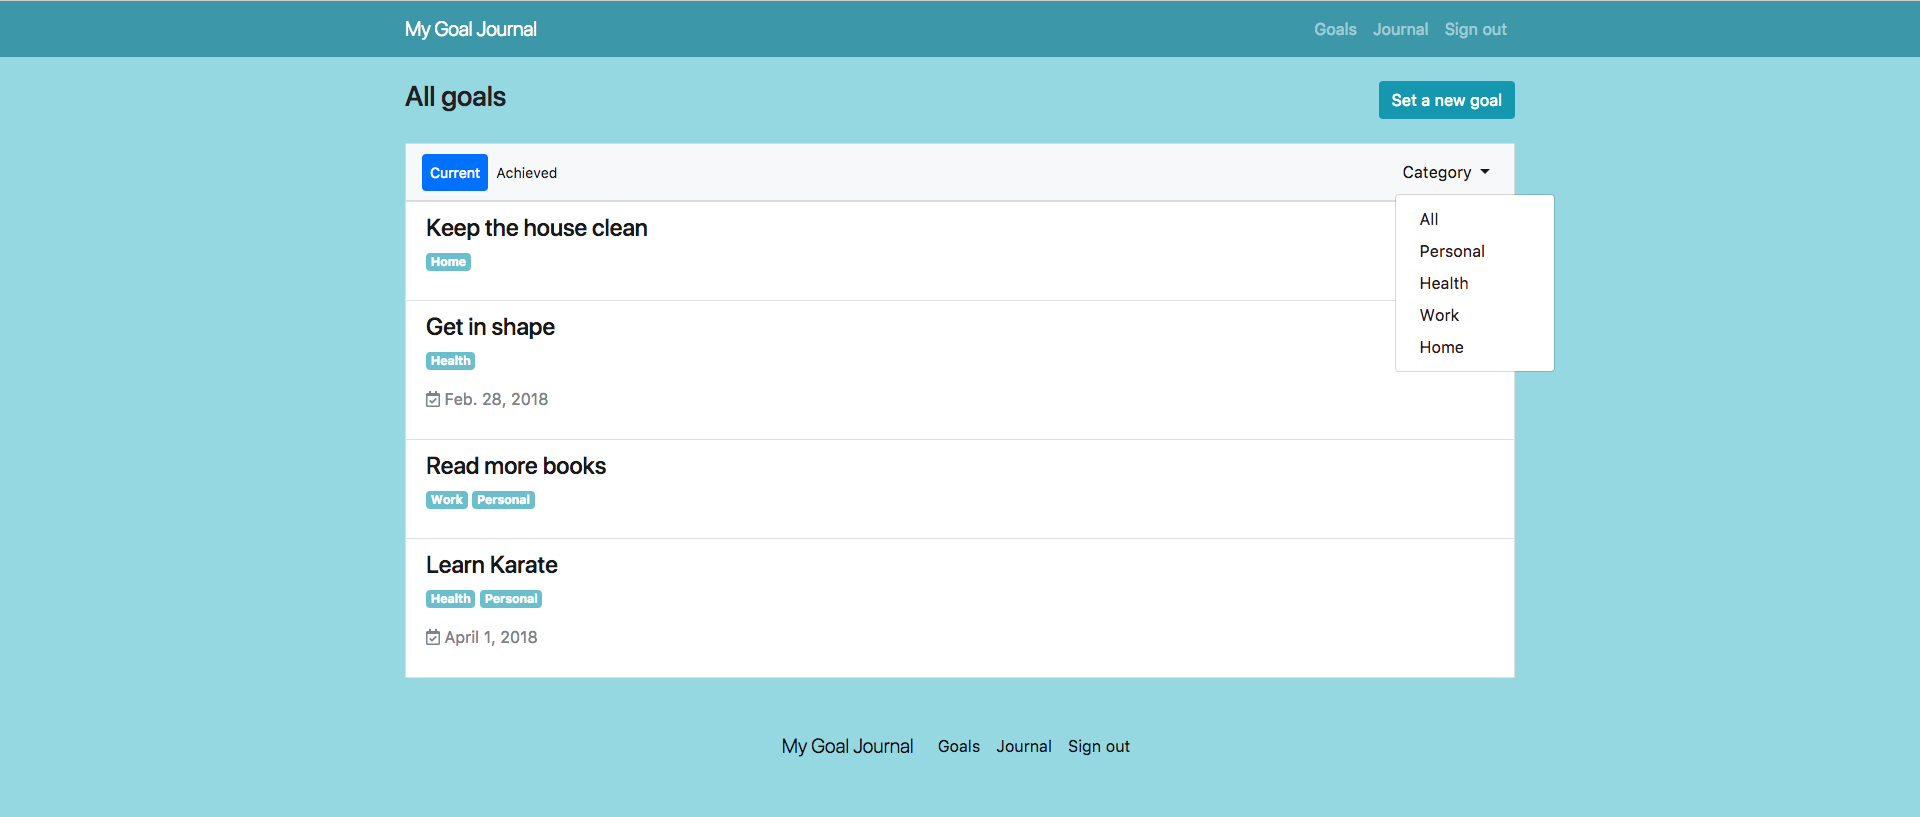 My Goal Journal Goals Journal Sign out
All goals Set a new goal
Current Achieved Category
All
Personal
Health
Work
Home
Keep the house clean
Home
Get in shape
Health
Feb. 28, 2018
Read more books
Work Personal
Learn Karate
Health Personal
April 1, 2018
My Goal Journal Goals Journal Sign out